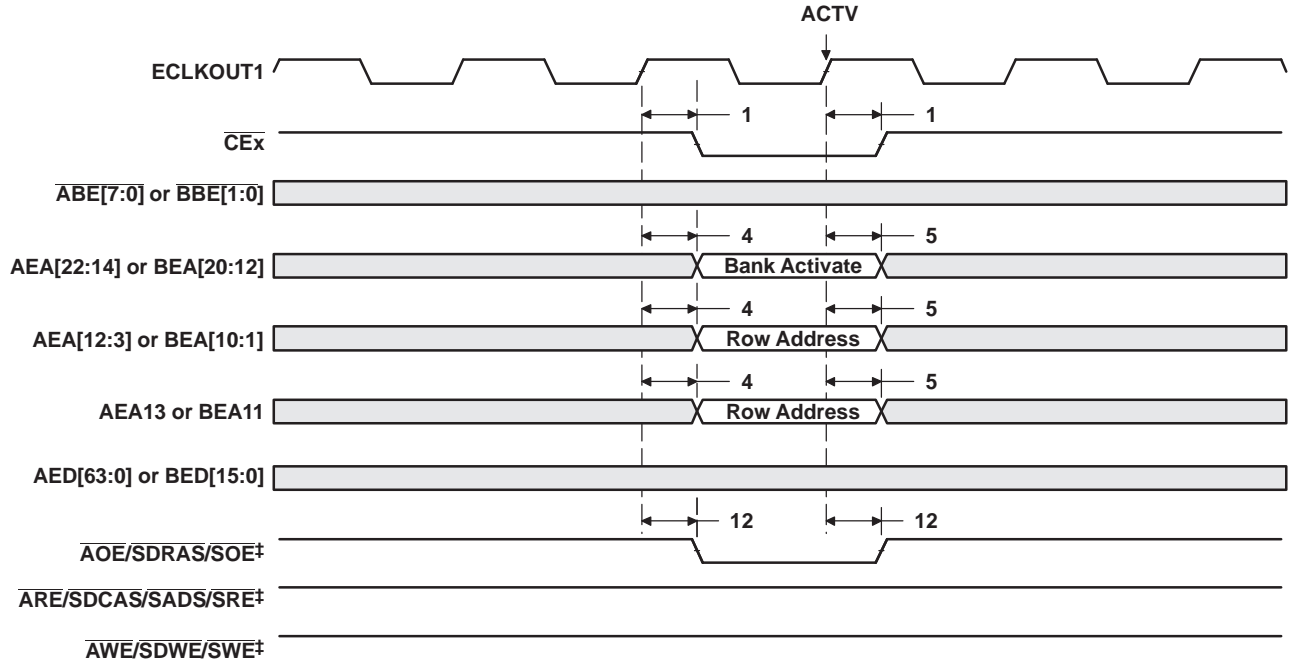 ACTV
ECLKOUT1
1 1
CEx
ABE[7:0] or BBE[1:0]
4 5
AEA[22:14] or BEA[20:12] Bank Activate
4 5
AEA[12:3] or BEA[10:1] Row Address
4 5
AEA13 or BEA11 Row Address
AED[63:0] or BED[15:0]
12 12
AOE/SDRAS/SOE‡
ARE/SDCAS/SADS/SRE‡
AWE/SDWE/SWE‡